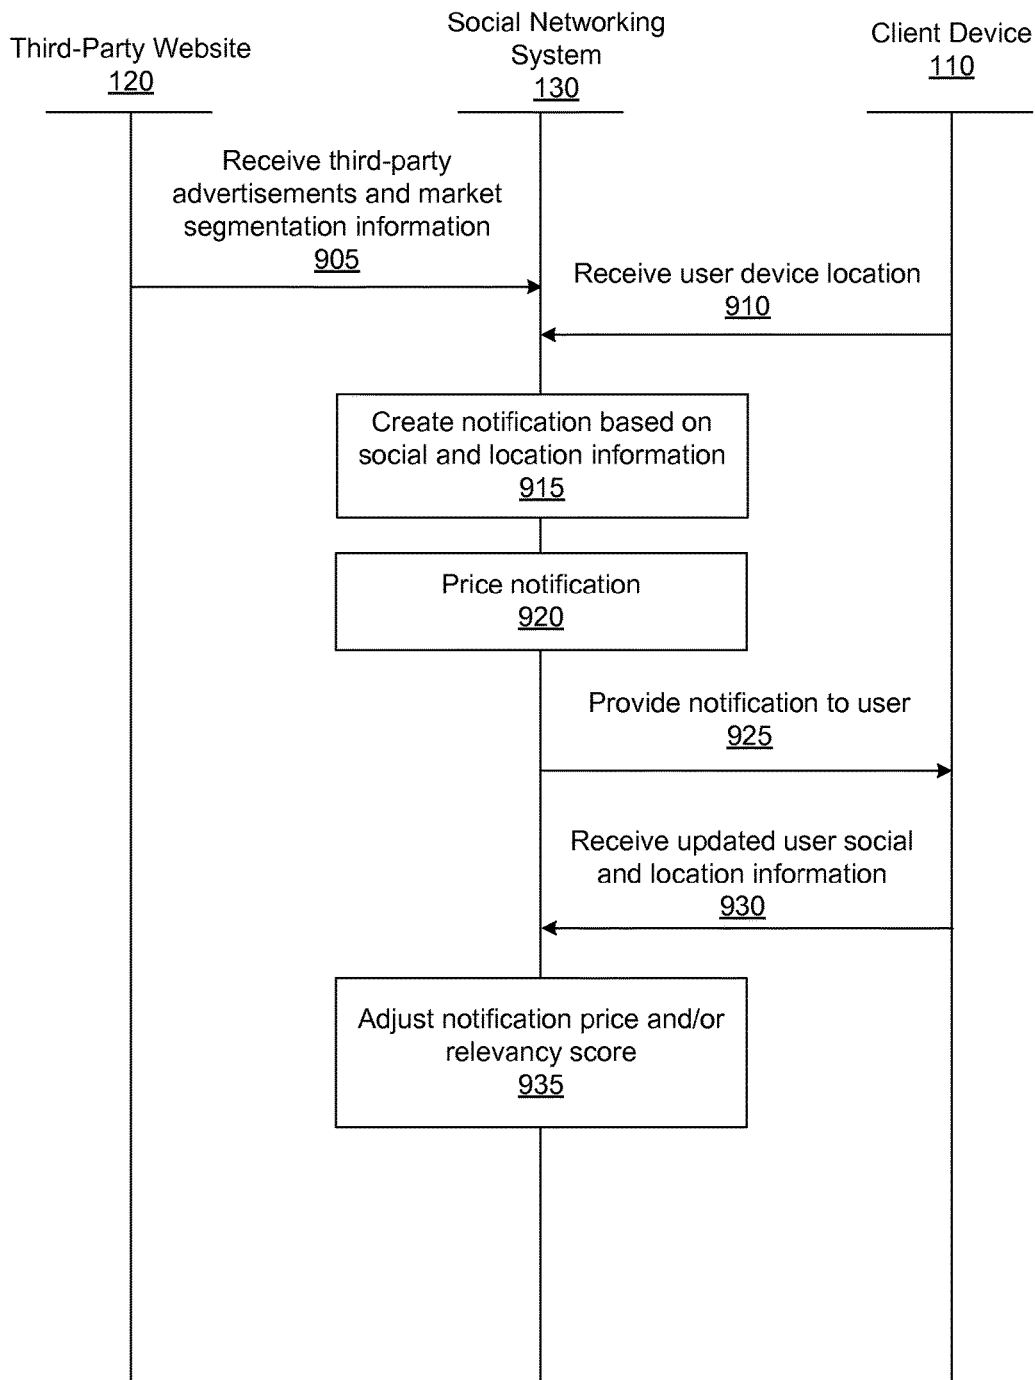 Third-Party Website
120
Social Networking
System
130
Client Device
110
Receive third-party
advertisements and market
segmentation information
905
Receive user device location
910
Create notification based on
social and location information
915
Price notification
920
Provide notification to user
925
Receive updated user social
and location information
930
Adjust notification price and/or
relevancy score
935